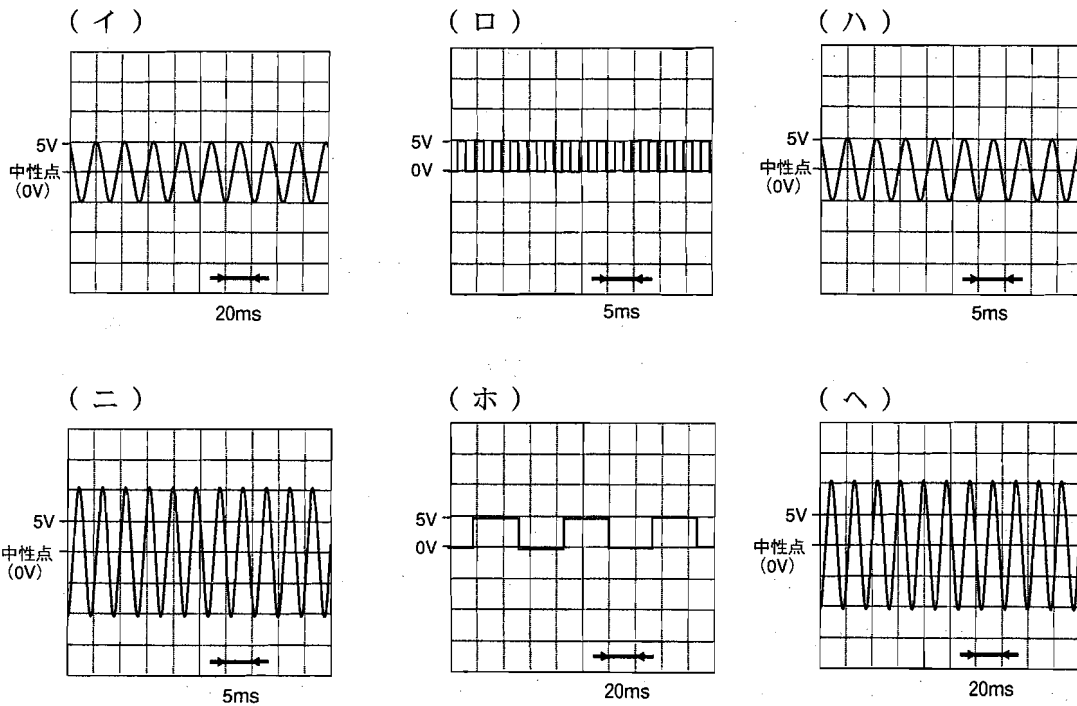 (イ)
5V
中性点
(0V)
20ms
(ロ)
5V
0V
5ms
(ハ)
5V
中性点
(0V)
5ms
(ニ)
5V
中性点
(0V)
5ms
(ホ)
5V
0V
20ms
(ヘ)
5V
中性点
(0V)
20ms